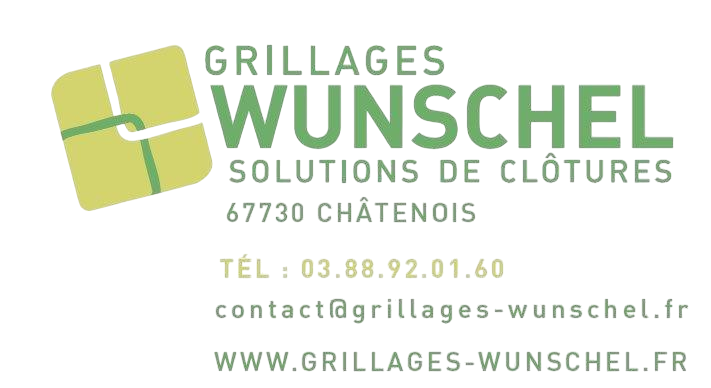 GRILLAGES
WUNSCHEL
SOLUTIONS DE CLÔTURES
67730 CHÂTENOIS
TÉL : 03.88.92.01.60
contact@grillages-wunschel.fr
WWW.GRILLAGES-WUNSCHEL.FR